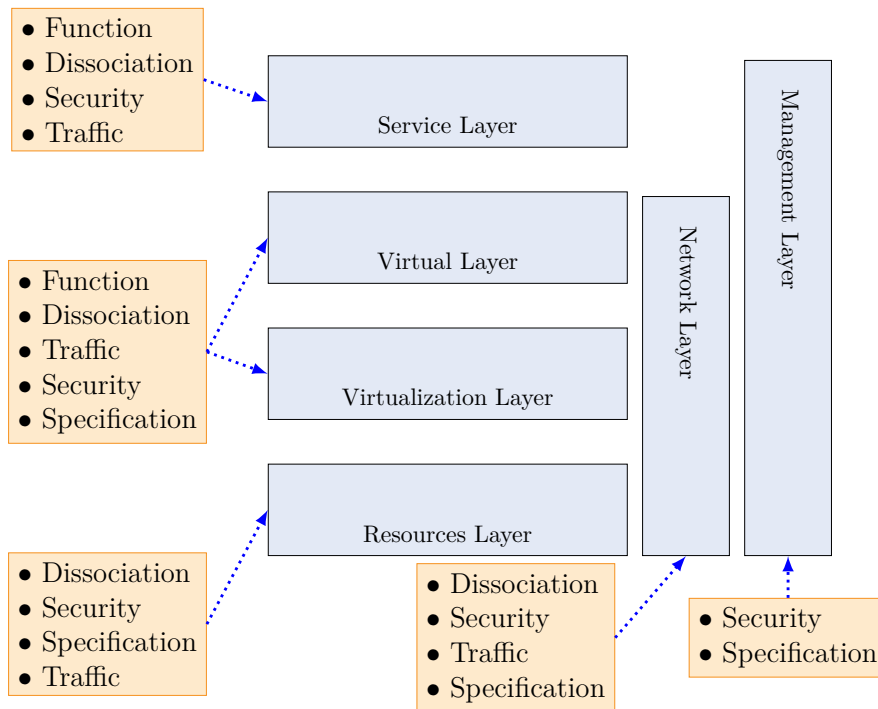 • Function
• Dissociation
• Security
• Traffic
Service Layer
Management Layer
Virtual Layer
Network Layer
• Function
• Dissociation
• Traffic
• Security
• Specification
Virtualization Layer
Resources Layer
• Dissociation
• Security
• Specification
• Traffic
• Dissociation
• Security
• Traffic
• Specification
• Security
• Specification